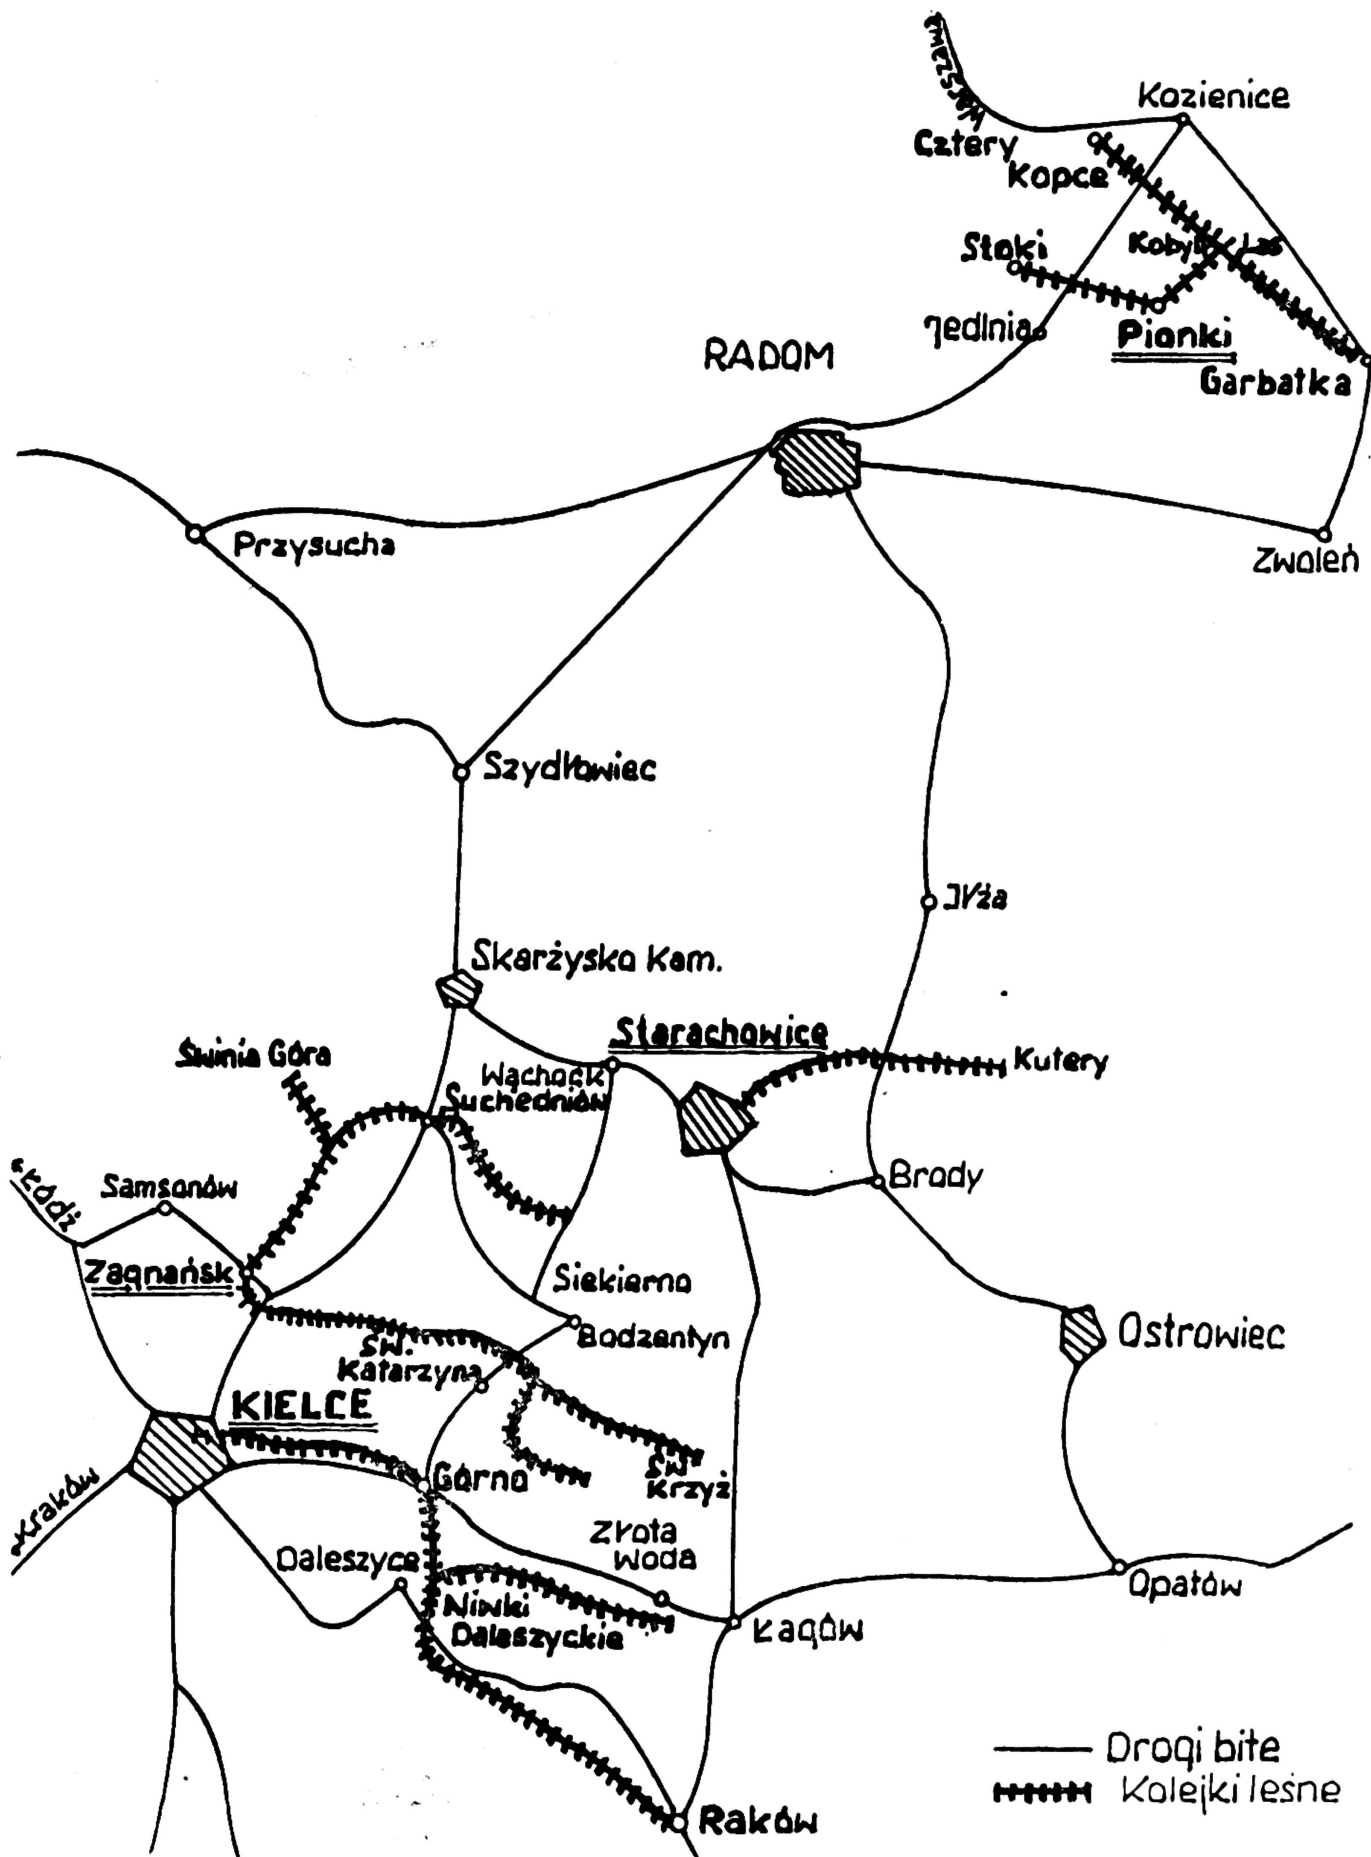 Warszawa
Kozienice
Cztery
Kopce
Stoki
Kobyli Las
Jedlnia
Pionki
RADOM
Garbatka
Przysucha
Zwoleń
Szydłowiec
Iłża
Skarżysko Kam.
Starachowice
Świnia Góra
Kutery
Wąchock
Suchedniów
Łódź
Samsonów
Brody
Zagnańsk
Siekierno
Bodzentyn
Ostrowiec
Św.
Katarzyna
KIELCE
Św.
Krzyż
Górno
Kraków
Złota
Woda
Daleszyce
Opatów
Niwki
Daleszyckie
Łagów
Drogi bite
Kolejki leśne
Raków